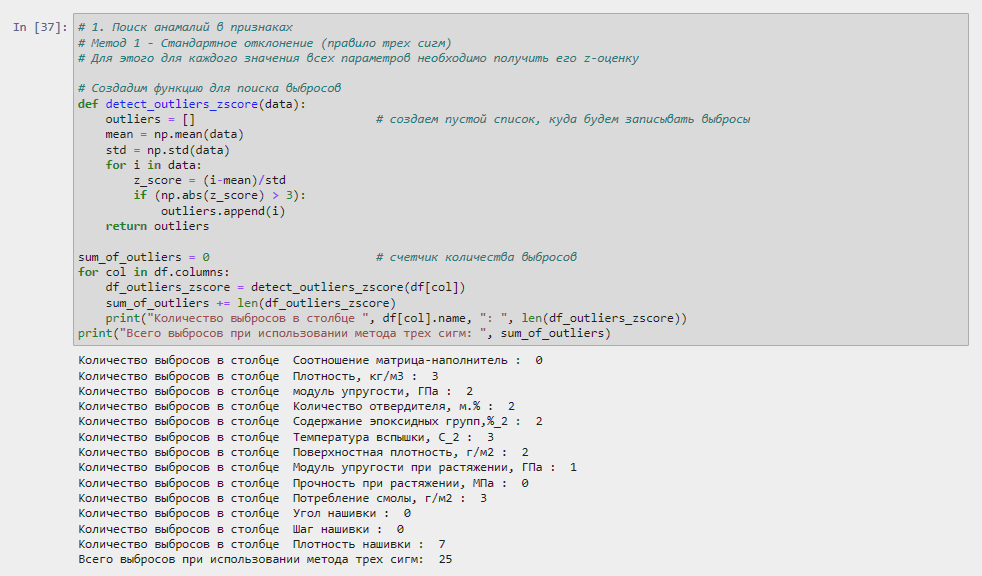 In [37]: # 1. Поиск анамалий в признаках
# Метод 1 - Стандартное отклонение (правило трех сигм)
# Для этого для каждого значения всех параметров необходимо получить его z-оценку

# Создадим функцию для поиска выбросов
def detect_outliers_zscore(data):
    outliers = []                          # создаем пустой список, куда будем записывать выбросы
    mean = np.mean(data)
    std = np.std(data)
    for i in data:
        z_score = (i-mean)/std
        if (np.abs(z_score) > 3):
            outliers.append(i)
    return outliers

sum_of_outliers = 0                        # счетчик количества выбросов
for col in df.columns:
    df_outliers_zscore = detect_outliers_zscore(df[col])
    sum_of_outliers += len(df_outliers_zscore)
    print("Количество выбросов в столбце ", df[col].name, ": ", len(df_outliers_zscore))
print("Всего выбросов при использовании метода трех сигм: ", sum_of_outliers)
Количество выбросов в столбце  Соотношение матрица-наполнитель :  0
Количество выбросов в столбце  Плотность, кг/м3 :  3
Количество выбросов в столбце  модуль упругости, ГПа :  2
Количество выбросов в столбце  Количество отвердителя, м.% :  2
Количество выбросов в столбце  Содержание эпоксидных групп,%_2 :  2
Количество выбросов в столбце  Температура вспышки, С_2 :  3
Количество выбросов в столбце  Поверхностная плотность, г/м2 :  2
Количество выбросов в столбце  Модуль упругости при растяжении, ГПа :  1
Количество выбросов в столбце  Прочность при растяжении, МПа :  0
Количество выбросов в столбце  Потребление смолы, г/м2 :  3
Количество выбросов в столбце  Угол нашивки :  0
Количество выбросов в столбце  Шаг нашивки :  0
Количество выбросов в столбце  Плотность нашивки :  7
Всего выбросов при использовании метода трех сигм:  25